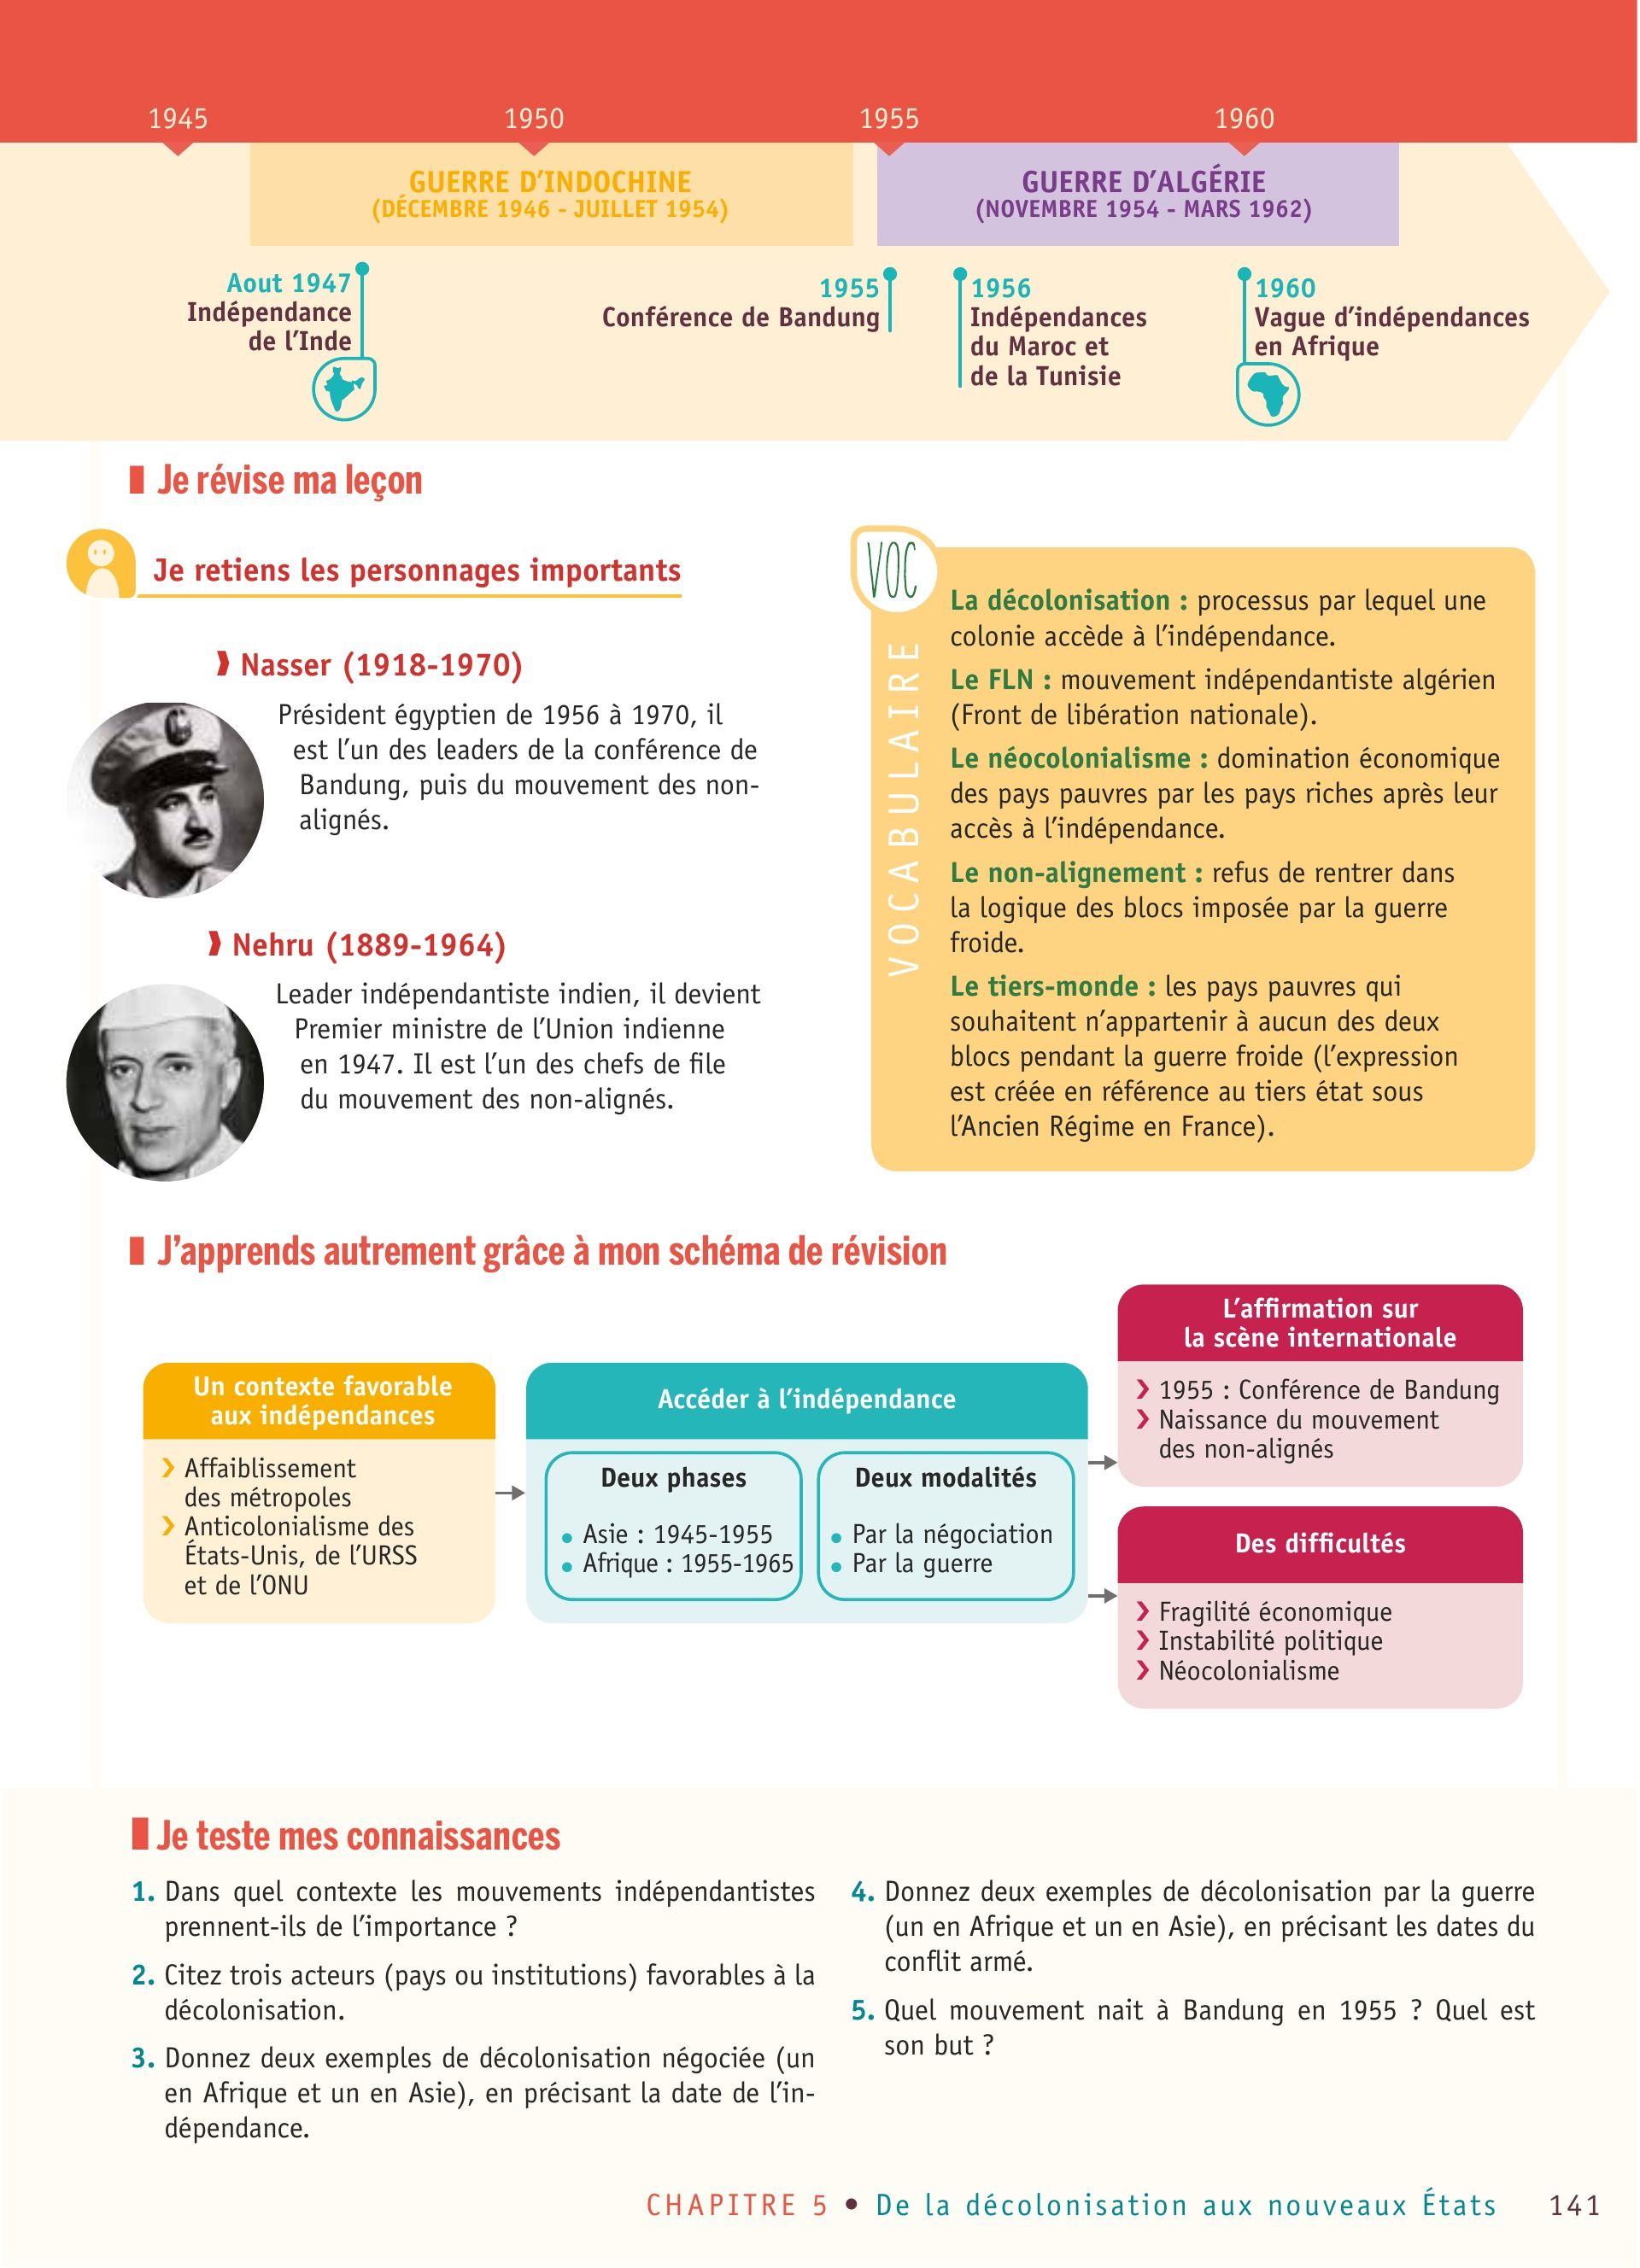 1945
1950
1955
1960
GUERRE D'INDOCHINE
(DÉCEMBRE 1946 - JUILLET 1954)
GUERRE D'ALGÉRIE
(NOVEMBRE 1954 - MARS 1962)
Aout 1947
Indépendance
de l'Inde
1955
Conférence de Bandung
1956
Indépendances
du Maroc et
de la Tunisie
1960
Vague d'indépendances
en Afrique
Je révise ma leçon
Je retiens les personnages importants
Nasser (1918-1970)
Président égyptien de 1956 à 1970, il
est l'un des leaders de la conférence de
Bandung, puis du mouvement des non-
alignés.
Nehru (1889-1964)
Leader indépendantiste indien, il devient
Premier ministre de l'Union indienne
en 1947. Il est l'un des chefs de file
du mouvement des non-alignés.
VOC
VOCABULAIRE
La décolonisation : processus par lequel une
colonie accède à l'indépendance.
Le FLN : mouvement indépendantiste algérien
(Front de libération nationale).
Le néocolonialisme : domination économique
des pays pauvres par les pays riches après leur
accès à l'indépendance.
Le non-alignement : refus de rentrer dans
la logique des blocs imposée par la guerre
froide.
Le tiers-monde : les pays pauvres qui
souhaitent n'appartenir à aucun des deux
blocs pendant la guerre froide (l'expression
est créée en référence au tiers état sous
l'Ancien Régime en France).
J'apprends autrement grâce à mon schéma de révision
Un contexte favorable
aux indépendances
Affaiblissement
des métropoles
Anticolonialisme des
États-Unis, de l'URSS
et de l'ONU
Accéder à l'indépendance
Deux phases
• Asie : 1945-1955
• Afrique : 1955-1965
Deux modalités
• Par la négociation
• Par la guerre
L'affirmation sur
la scène internationale
1955 : Conférence de Bandung
Naissance du mouvement
des non-alignés
Des difficultés
Fragilité économique
Instabilité politique
Néocolonialisme
Je teste mes connaissances
1. Dans quel contexte les mouvements indépendantistes
prennent-ils de l'importance ?
2. Citez trois acteurs (pays ou institutions) favorables à la
décolonisation.
3. Donnez deux exemples de décolonisation négociée (un
en Afrique et un en Asie), en précisant la date de l'in-
dépendance.
4. Donnez deux exemples de décolonisation par la guerre
(un en Afrique et un en Asie), en précisant les dates du
conflit armé.
5. Quel mouvement nait à Bandung en 1955 ? Quel est
son but ?
CHAPITRE 5 • De la décolonisation aux nouveaux États 141